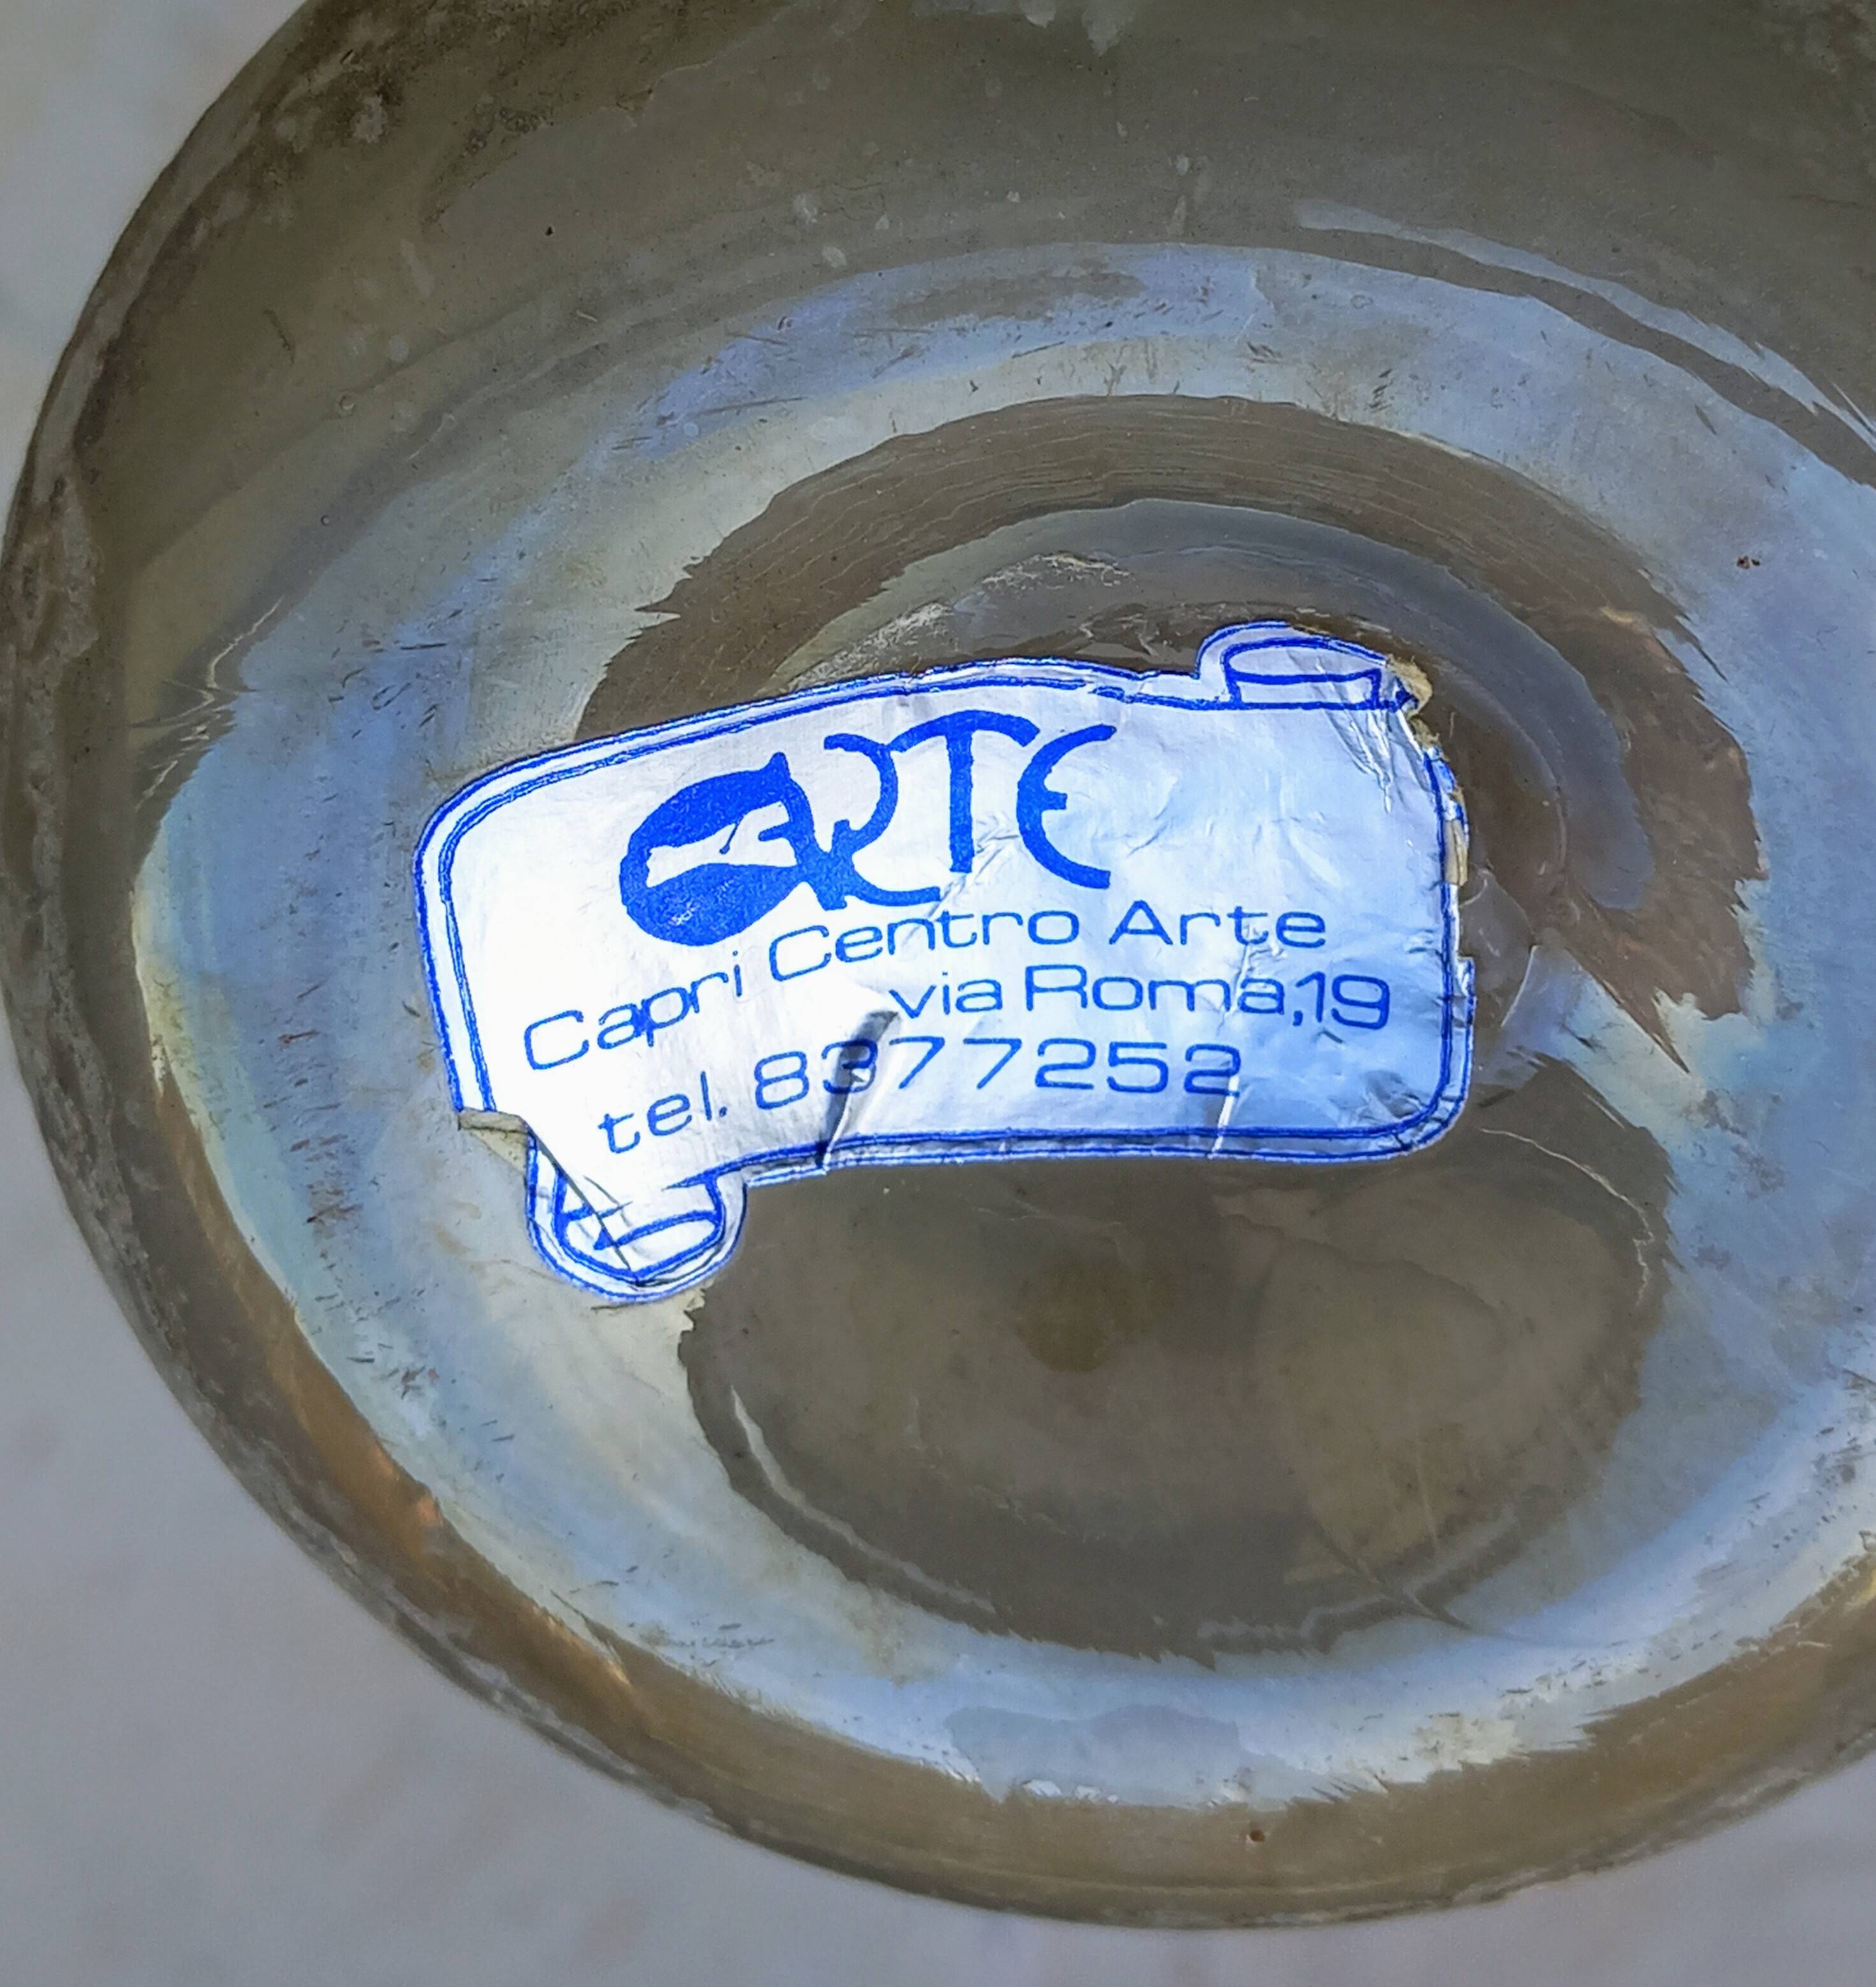 ARTE
Capri Centro Arte
via Roma,19
tel. 8377252